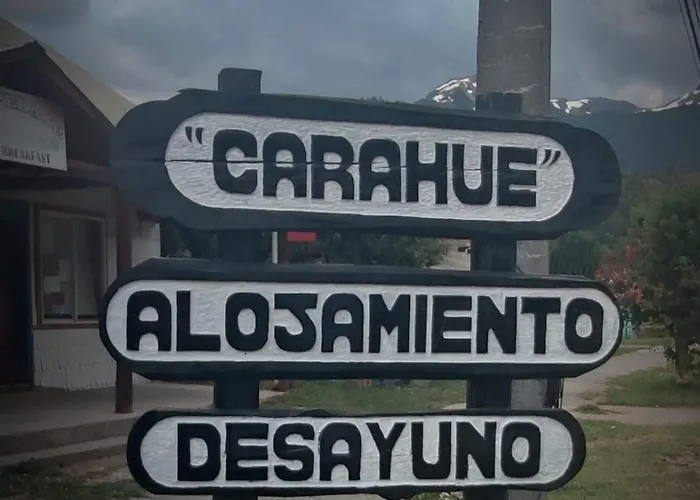 "CARAHUE"
ALOJAMIENTO
DESAYUNO
BREAKFAST